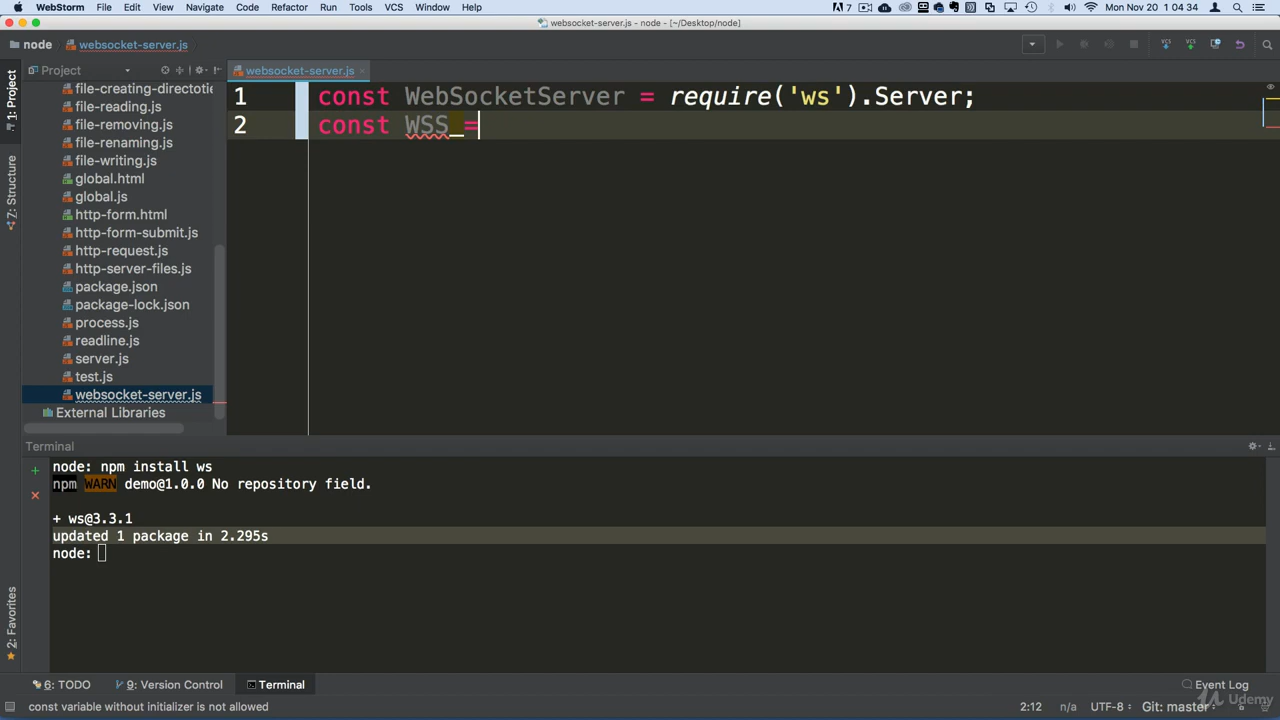 WebStorm File Edit View Navigate Code Refactor Run Tools VCS Window Help 7 Mon Nov 20 1 04 34
websocket-server.js - node - [~/Desktop/node]
node websocket-server.js
Project
websocket-server.js
1: Project
7: Structure
2: Favorites
file-creating-directotie
file-reading.js
file-removing.js
file-renaming.js
file-writing.js
global.html
global.js
http-form.html
http-form-submit.js
http-request.js
http-server-files.js
package.json
package-lock.json
process.js
readline.js
server.js
test.js
websocket-server.js
External Libraries
1 const WebSocketServer = require('ws').Server;
2 const WSS =
Terminal
node: npm install ws
npm WARN demo@1.0.0 No repository field.
+ ws@3.3.1
updated 1 package in 2.295s
node:
6: TODO 9: Version Control Terminal Event Log
const variable without initializer is not allowed 2:12 n/a UTF-8 Git: master
Udemy